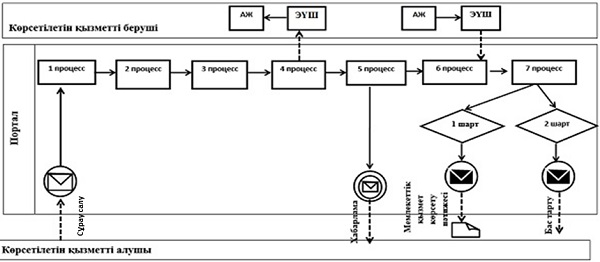 Көрсетілетін қызметті беруші
АЖ
ЭҮШ
АЖ
ЭҮШ
Портал
1 процесс
2 процесс
3 процесс
4 процесс
5 процесс
6 процесс
7 процесс
1 шарт
2 шарт
Сұрау салу
Хабарлама
Мемлекеттік
қызмет
көрсету
нәтижесі
Бас тарту
Көрсетілетін қызметті алушы